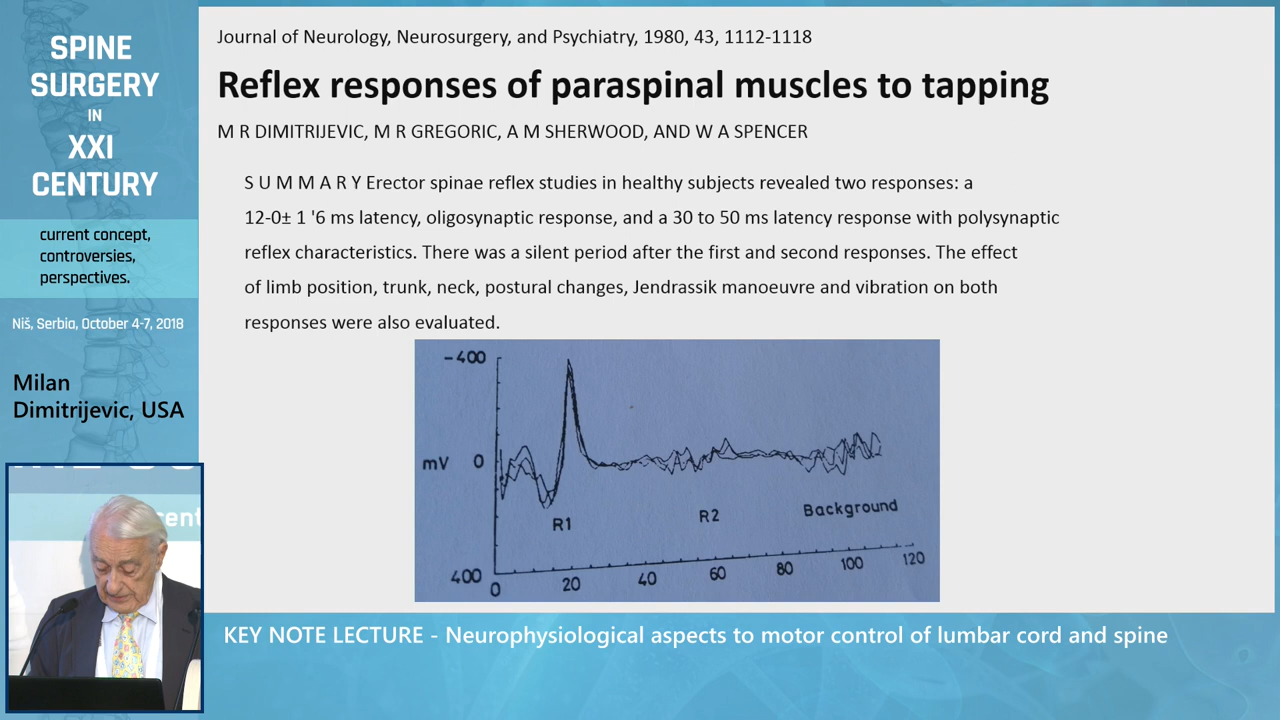 SPINE
SURGERY
IN
XXI
CENTURY
current concept,
controversies,
perspectives.
Niš, Serbia, October 4-7, 2018
Milan
Dimitrijevic, USA
cent
Journal of Neurology, Neurosurgery, and Psychiatry, 1980, 43, 1112-1118
Reflex responses of paraspinal muscles to tapping
M R DIMITRIJEVIC, M R GREGORIC, A M SHERWOOD, AND W A SPENCER
S U M M A R Y Erector spinae reflex studies in healthy subjects revealed two responses: a
12-0± 1 '6 ms latency, oligosynaptic response, and a 30 to 50 ms latency response with polysynaptic
reflex characteristics. There was a silent period after the first and second responses. The effect
of limb position, trunk, neck, postural changes, Jendrassik manoeuvre and vibration on both
responses were also evaluated.
-400
mV 0
R1 R2 Background
400
0 20 40 60 80 100 120
KEY NOTE LECTURE - Neurophysiological aspects to motor control of lumbar cord and spine